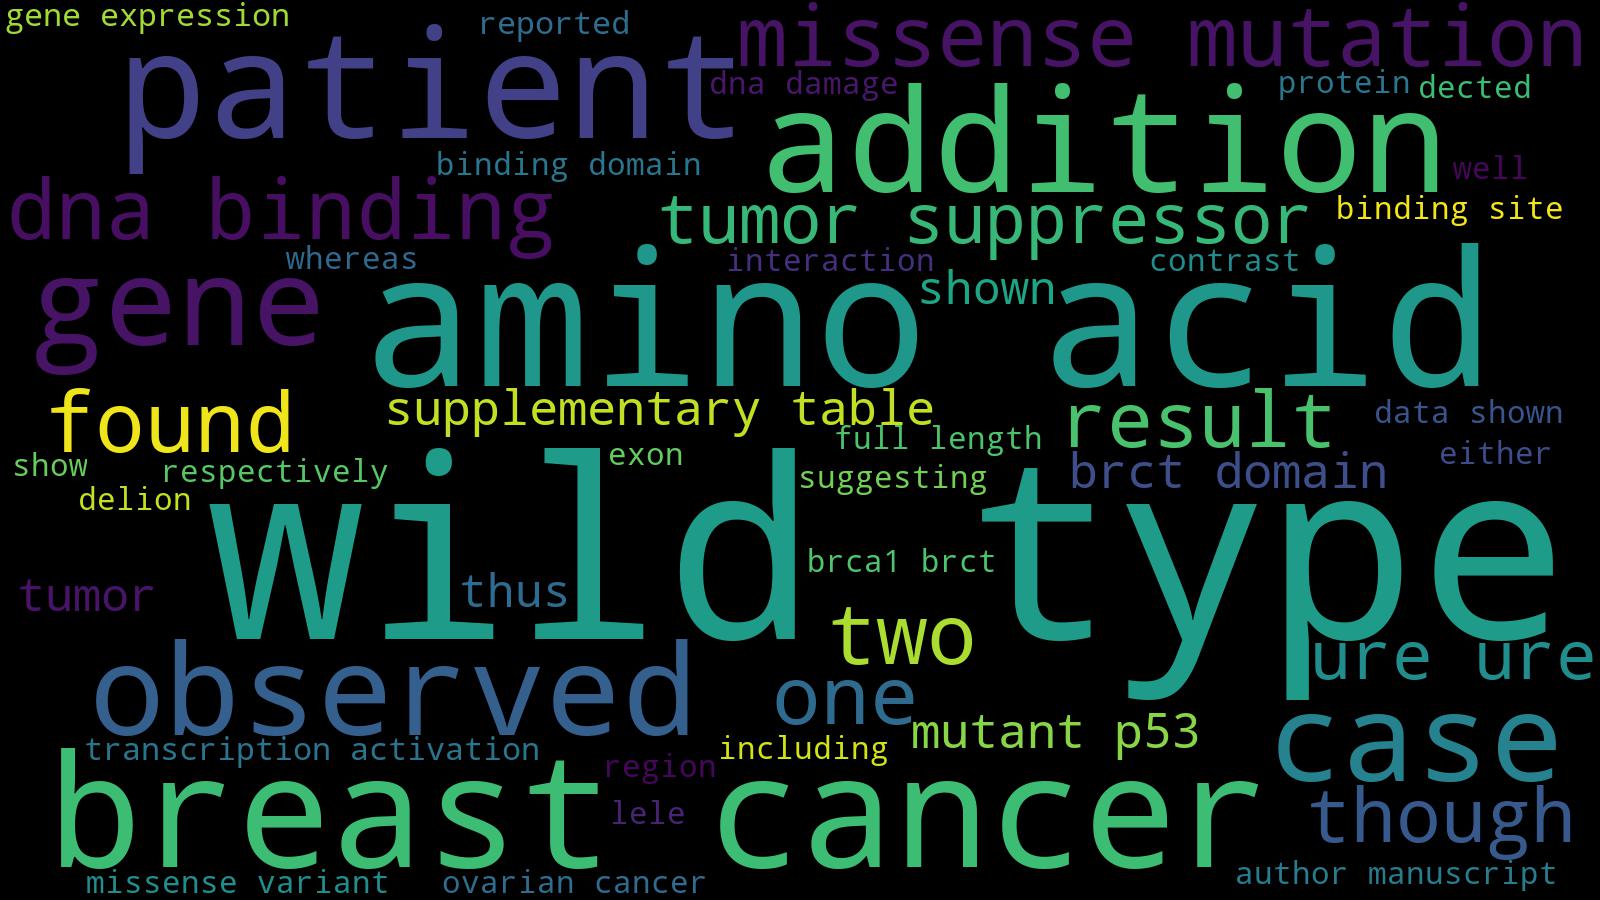 gene expression
reported
missense mutation
patient
dna damage
protein
dected
addition
binding domain
well
dna binding
tumor suppressor
binding site
whereas
interaction
contrast
gene
amino acid
shown
found
supplementary table
result
data shown
full length
show
respectively
exon
suggesting
brct domain
either
delion
wild type
brca1 brct
tumor
thus
two
ure ure
observed
one
mutant p53
case
transcription activation
including
region
breast cancer
lele
though
missense variant
ovarian cancer
author manuscript